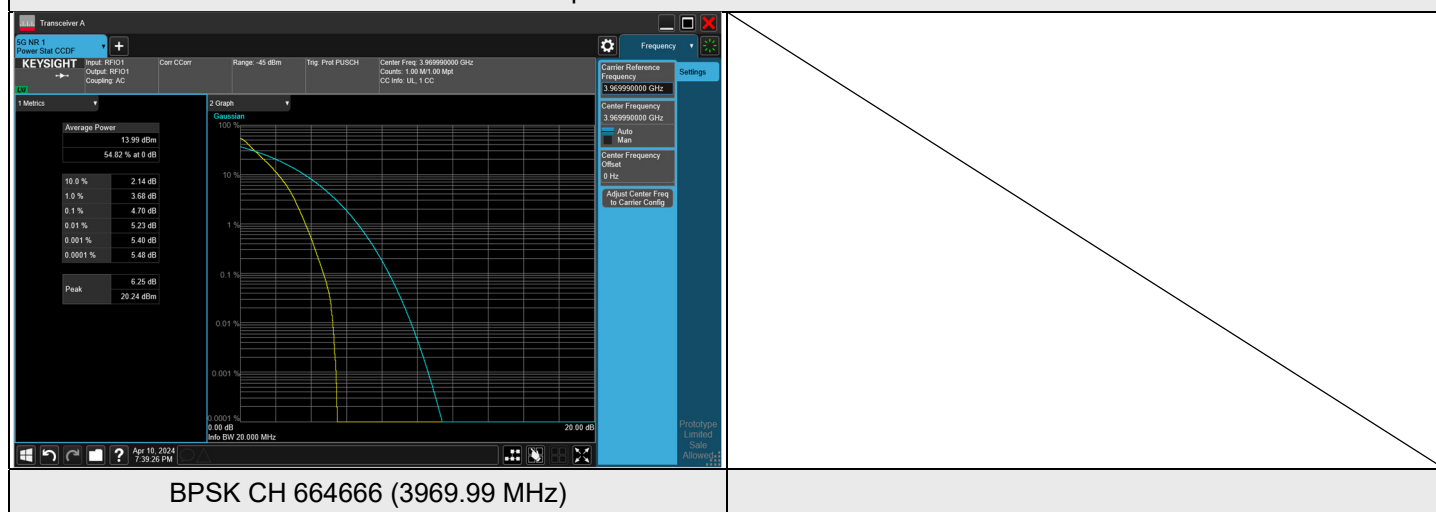 Transceiver A
5G NR 1
Power Stat CCDF
Frequency
KEYSIGHT
Input: RFIO1
Output: RFIO1
Coupling: AC
Corr CCorr
Range: -45 dBm
Trig: Prot PUSCH
Center Freq: 3.969990000 GHz
Counts: 1.00 M/1.00 Mpt
CC Info: UL, 1 CC
LXI
1 Metrics
Average Power
13.99 dBm
54.82 % at 0 dB
10.0 % 2.14 dB
1.0 % 3.68 dB
0.1 % 4.70 dB
0.01 % 5.23 dB
0.001 % 5.40 dB
0.0001 % 5.48 dB
Peak
6.25 dB
20.24 dBm
2 Graph
Gaussian
100 %
10 %
1 %
0.1 %
0.01 %
0.001 %
0.0001 %
0.00 dB 20.00 dB
Info BW 20.000 MHz
Carrier Reference
Frequency
3.969990000 GHz
Settings
Center Frequency
3.969990000 GHz
Auto
Man
Center Frequency
Offset
0 Hz
Adjust Center Freq
to Carrier Config
Prototype
Limited
Sale
Allowed
Apr 10, 2024
7:39:26 PM
BPSK CH 664666 (3969.99 MHz)